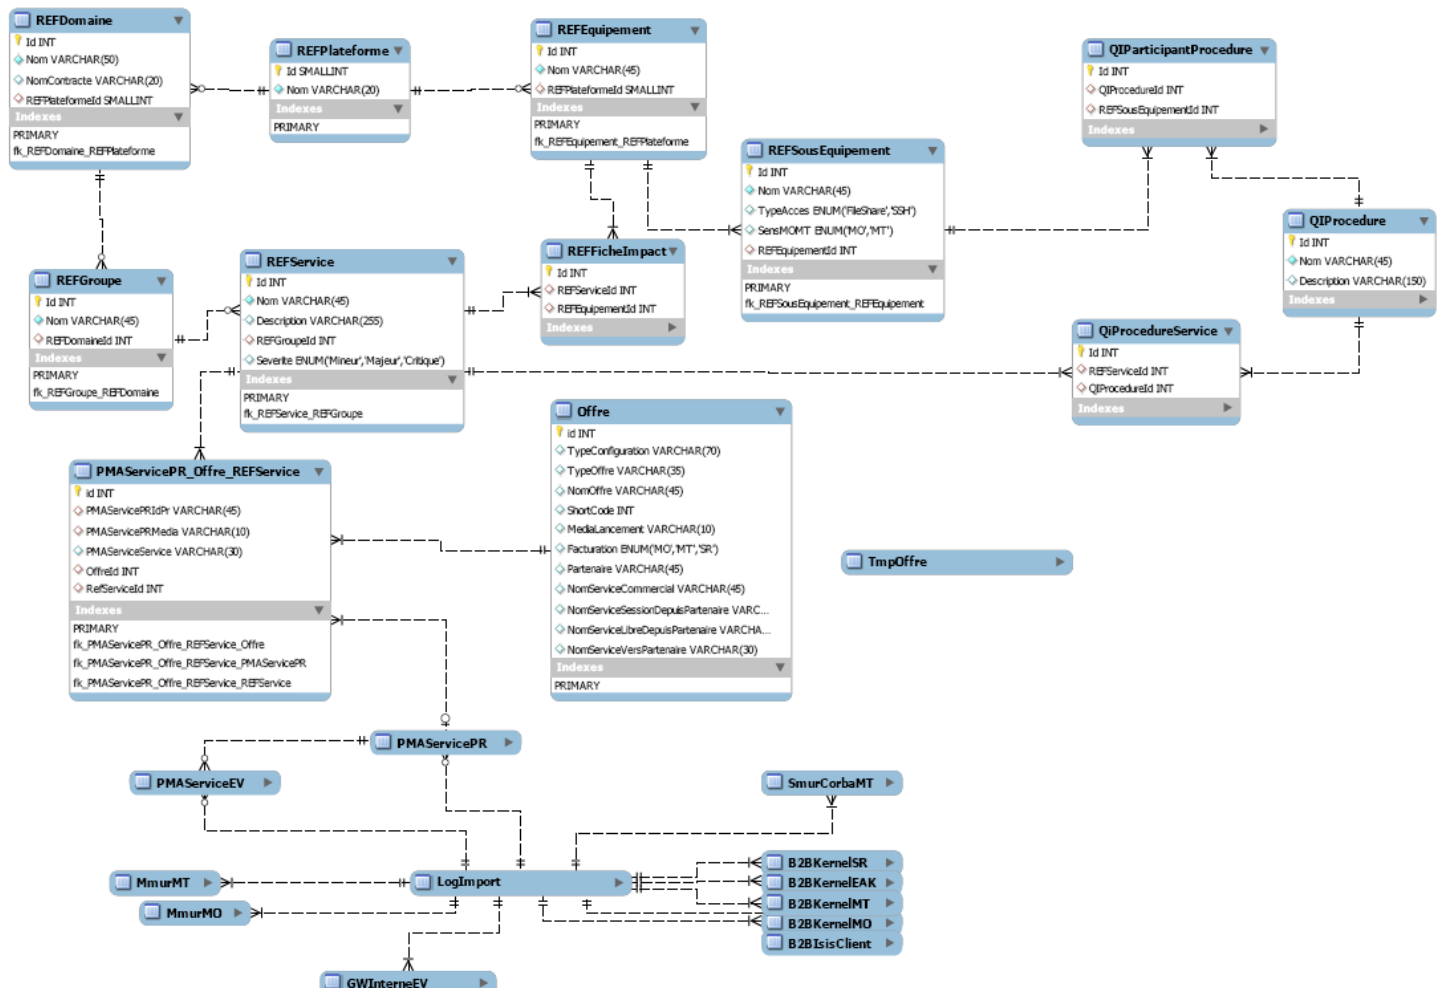 REFDomaine
Id INT
Nom VARCHAR(50)
NomContracte VARCHAR(20)
REFPlateformeId SMALLINT
Indexes
PRIMARY
fk_REFDomaine_REFPlateforme
REFPlateforme
Id SMALLINT
Nom VARCHAR(20)
Indexes
PRIMARY
REFEquipement
Id INT
Nom VARCHAR(45)
REFPlateformeId SMALLINT
Indexes
PRIMARY
fk_REFEquipement_REFPlateforme
QIParticipantProcedure
Id INT
QIProcedureId INT
REFSousEquipementId INT
Indexes
REFSousEquipement
Id INT
Nom VARCHAR(45)
TypeAcces ENUM('FileShare','SSH')
SensMOMT ENUM('MO','MT')
REFEquipementId INT
Indexes
PRIMARY
fk_REFSousEquipement_REFEquipement
QIProcedure
Id INT
Nom VARCHAR(45)
Description VARCHAR(150)
Indexes
REFGroupe
Id INT
Nom VARCHAR(45)
REFDomaineId INT
Indexes
PRIMARY
fk_REFGroupe_REFDomaine
REFService
Id INT
Nom VARCHAR(45)
Description VARCHAR(255)
REFGroupeId INT
Severite ENUM('Mineur','Majeur','Critique')
Indexes
PRIMARY
fk_REFService_REFGroupe
REFFicheImpact
Id INT
REFServiceId INT
REFEquipementId INT
Indexes
QiProcedureService
Id INT
REFServiceId INT
QIProcedureId INT
Indexes
PMAServicePR_Offre_REFService
id INT
PMAServicePRIdPr VARCHAR(45)
PMAServicePRMedia VARCHAR(10)
PMAServiceService VARCHAR(30)
OffreId INT
RefServiceId INT
Indexes
PRIMARY
fk_PMAServicePR_Offre_REFService_Offre
fk_PMAServicePR_Offre_REFService_PMAServicePR
fk_PMAServicePR_Offre_REFService_REFService
Offre
id INT
TypeConfiguration VARCHAR(70)
TypeOffre VARCHAR(35)
NomOffre VARCHAR(45)
ShortCode INT
MediaLancement VARCHAR(10)
Facturation ENUM('MO','MT','SR')
Partenaire VARCHAR(45)
NomServiceCommercial VARCHAR(45)
NomServiceSessionDepuisPartenaire VARC...
NomServiceLibreDepuisPartenaire VARCHA...
NomServiceVersPartenaire VARCHAR(30)
Indexes
PRIMARY
TmpOffre
PMAServicePR
PMAServiceEV
SmurCorbaMT
MmurMT
LogImport
MmurMO
B2BKernelSR
B2BKernelEAK
B2BKernelMT
B2BKernelMO
B2BIsisClient
GWInterneEV